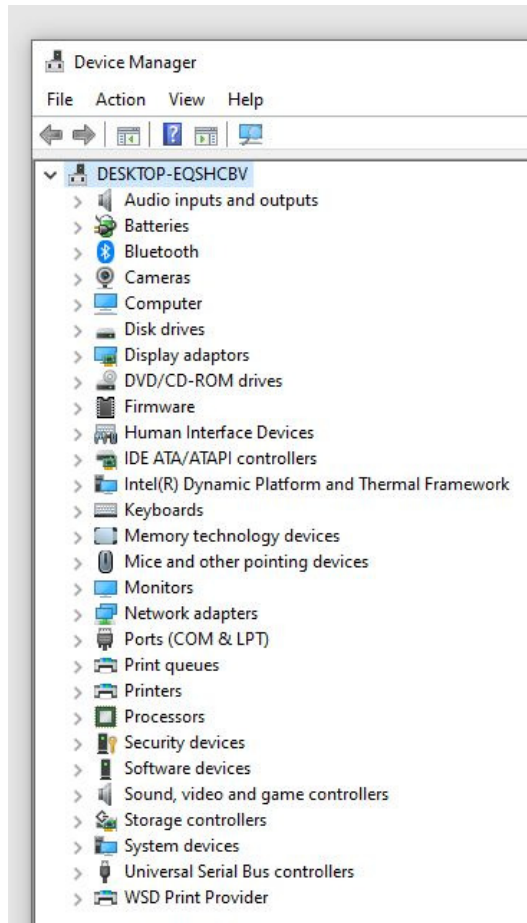 Device Manager
File Action View Help
DESKTOP-EQSHCBV
Audio inputs and outputs
Batteries
Bluetooth
Cameras
Computer
Disk drives
Display adaptors
DVD/CD-ROM drives
Firmware
Human Interface Devices
IDE ATA/ATAPI controllers
Intel(R) Dynamic Platform and Thermal Framework
Keyboards
Memory technology devices
Mice and other pointing devices
Monitors
Network adapters
Ports (COM & LPT)
Print queues
Printers
Processors
Security devices
Software devices
Sound, video and game controllers
Storage controllers
System devices
Universal Serial Bus controllers
WSD Print Provider